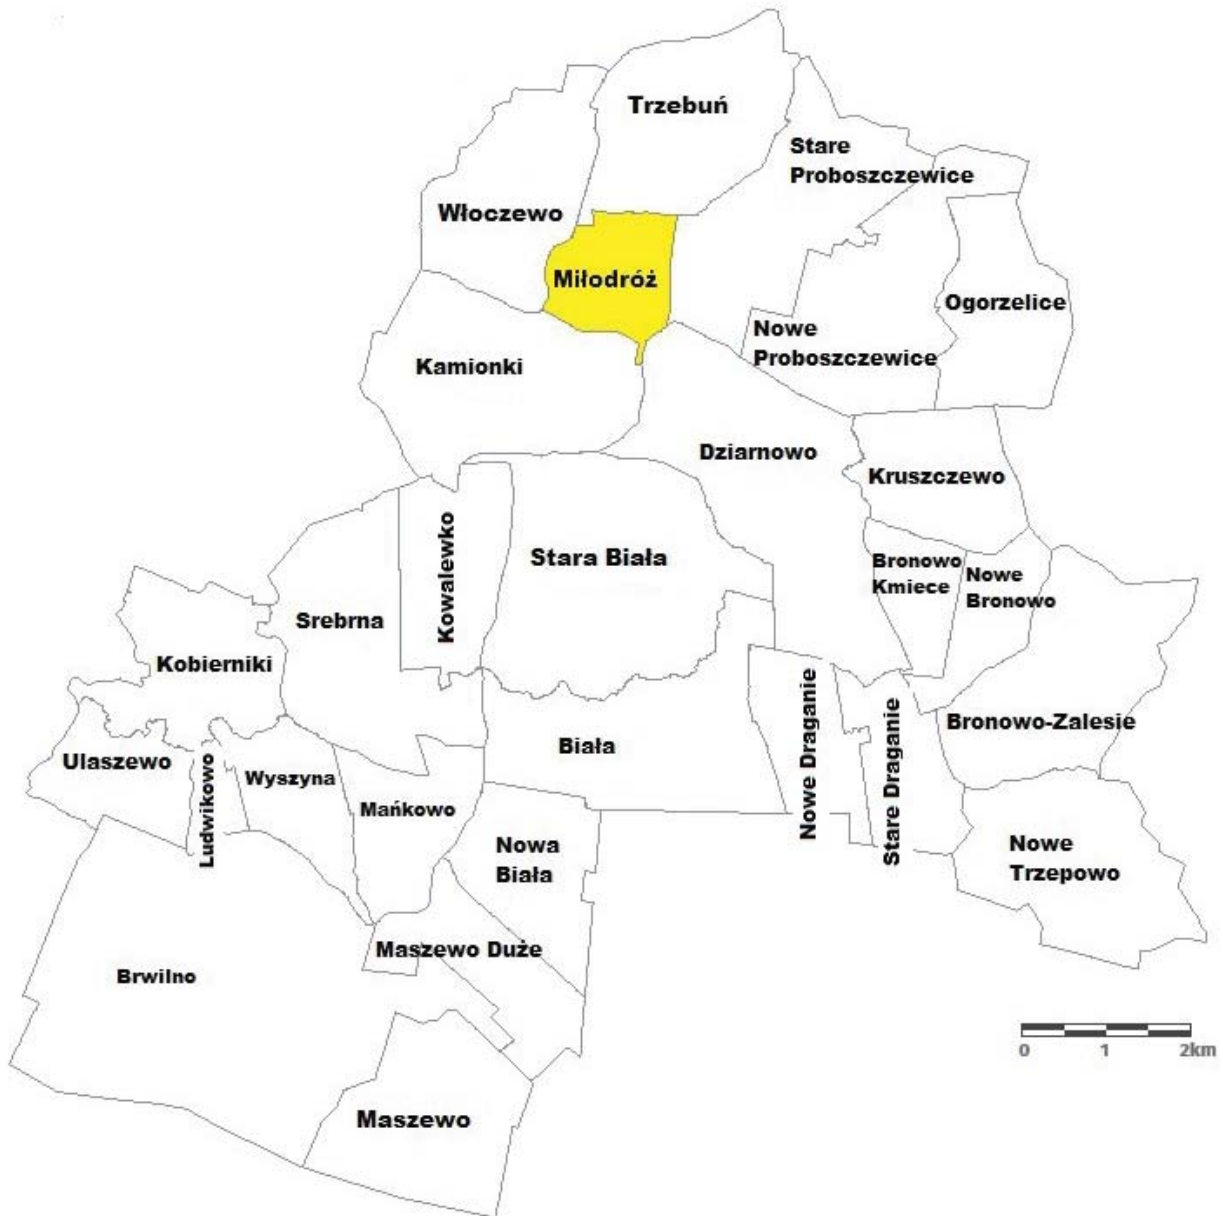 Trzebuń
Stare
Proboszczewice
Włoczewo
Miłodróż
Ogorzelice
Nowe
Proboszczewice
Kamionki
Dziarnowo
Kruszczewo
Kowalewko
Stara Biała
Bronowo
Kmiece
Nowe
Bronowo
Srebrna
Kobierniki
Nowe Draganie
Stare Draganie
Bronowo-Zalesie
Ulaszewo
Ludwikowo
Wyszyna
Biała
Mańkowo
Nowa
Biała
Nowe
Trzepowo
Maszewo Duże
Brwilno
0 1 2km
Maszewo